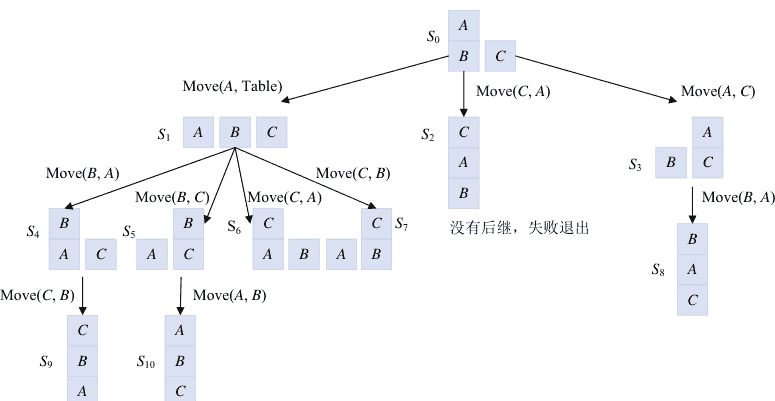 A
S0
B C
Move(A, Table)
Move(C, A)
Move(A, C)
S1 A B C
S2 C
A
B
A
S3 B C
Move(B, A)
Move(B, C)
Move(C, A)
Move(C, B)
Move(B, A)
S4 B
A C
S5 B
A C
S6 C
A B
C S7
A B
没有后继，失败退出
S8 B
A
C
Move(C, B)
Move(A, B)
S9 C
B
A
S10 A
B
C